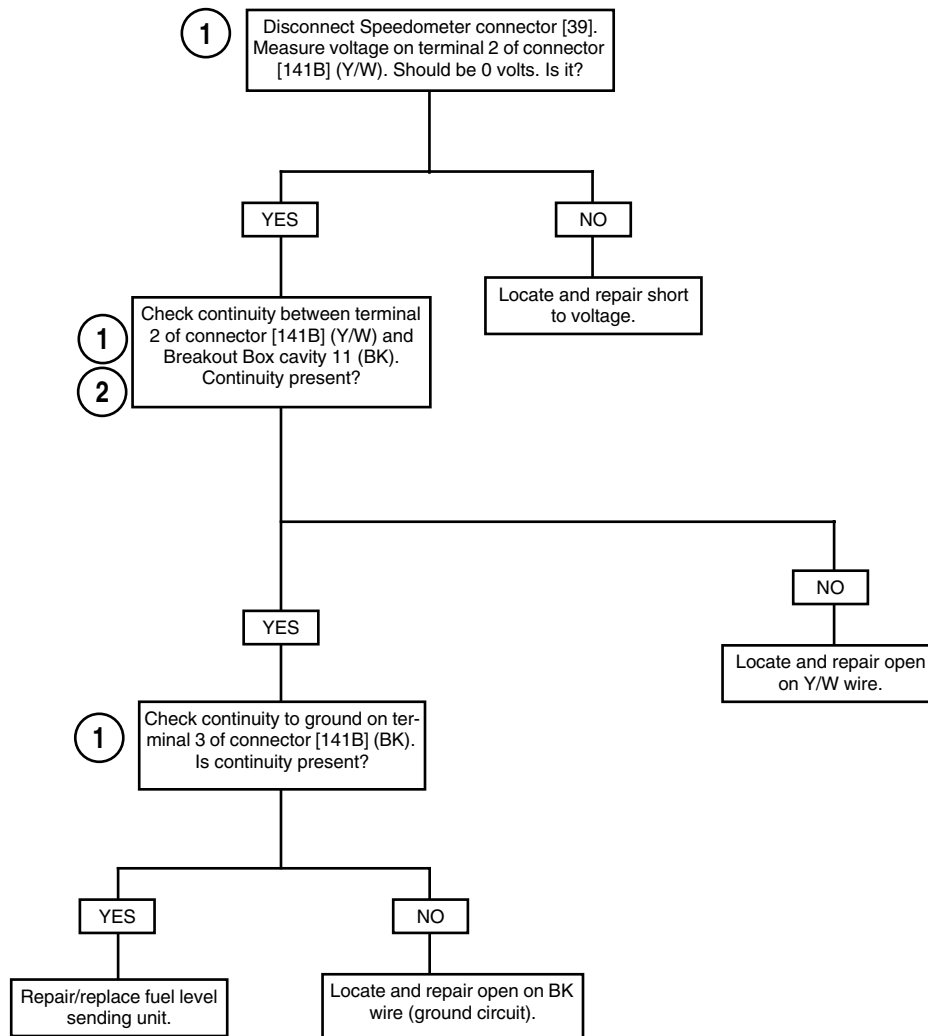 1
Disconnect Speedometer connector [39].
Measure voltage on terminal 2 of connector
[141B] (Y/W). Should be 0 volts. Is it?
YES
NO
Locate and repair short
to voltage.
1
2
Check continuity between terminal
2 of connector [141B] (Y/W) and
Breakout Box cavity 11 (BK).
Continuity present?
YES
NO
Locate and repair open
on Y/W wire.
1
Check continuity to ground on ter-
minal 3 of connector [141B] (BK).
Is continuity present?
YES
NO
Repair/replace fuel level
sending unit.
Locate and repair open on BK
wire (ground circuit).